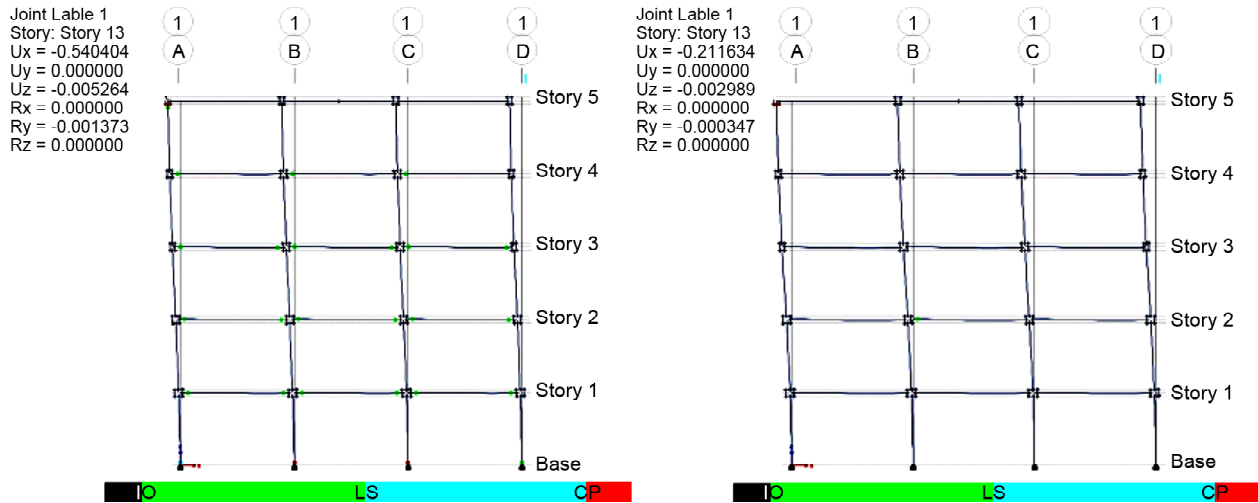 Joint Lable 1
Story: Story 13
Ux = -0.540404
Uy = 0.000000
Uz = -0.005264
Rx = 0.000000
Ry = -0.001373
Rz = 0.000000
1 1 1 1
A B C D
Story 5
Story 4
Story 3
Story 2
Story 1
Base
IO LS CP
Joint Lable 1
Story: Story 13
Ux = -0.211634
Uy = 0.000000
Uz = -0.002989
Rx = 0.000000
Ry = -0.000347
Rz = 0.000000
1 1 1 1
A B C D
Story 5
Story 4
Story 3
Story 2
Story 1
Base
IO LS CP